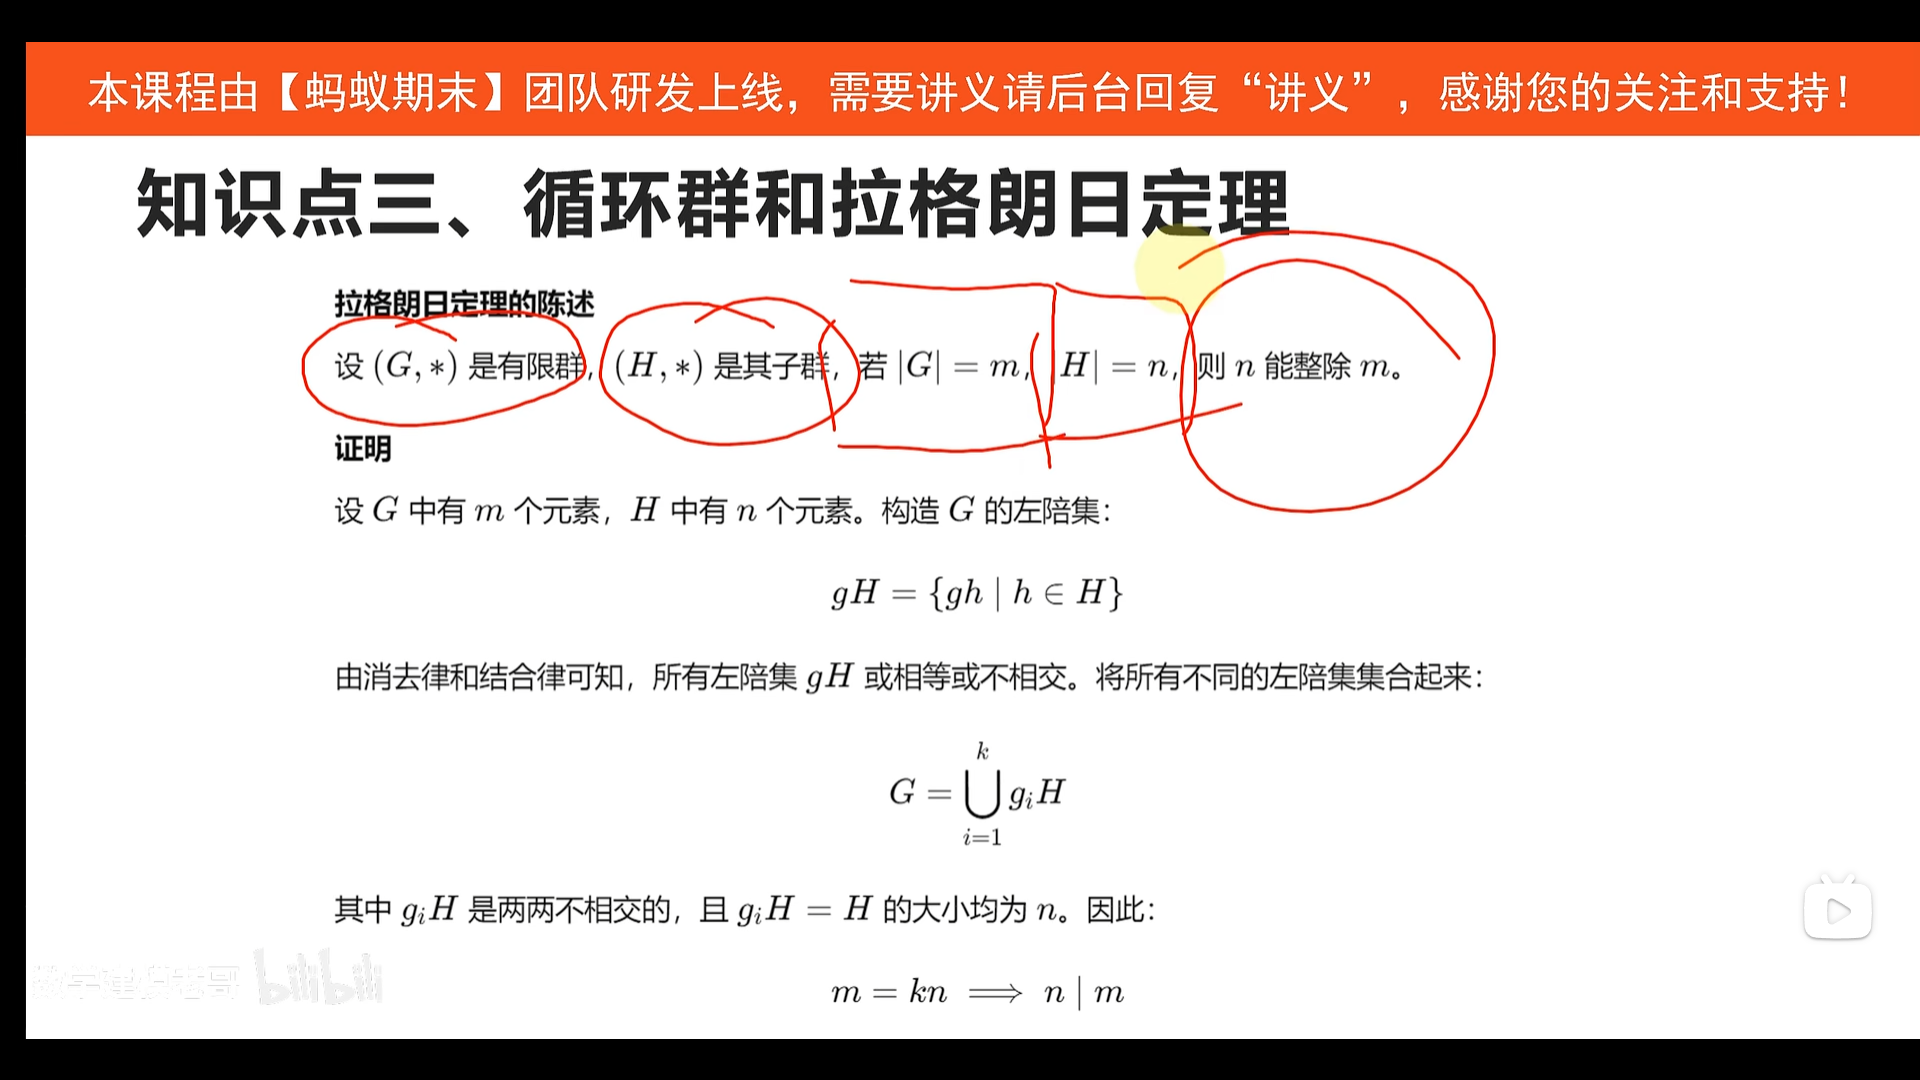 本课程由【蚂蚁期末】团队研发上线，需要讲义请后台回复“讲义”，感谢您的关注和支持！
知识点三、循环群和拉格朗日定理
拉格朗日定理的陈述
设 (G, ∗) 是有限群，(H, ∗) 是其子群，若 |G| = m，|H| = n，则 n 能整除 m。
证明
设 G 中有 m 个元素，H 中有 n 个元素。构造 G 的左陪集：
gH = {gh | h ∈ H}
由消去律和结合律可知，所有左陪集 gH 或相等或不相交。将所有不同的左陪集集合起来：
G = ⋃_{i=1}^{k} g_iH
其中 g_iH 是两两不相交的，且 g_iH = H 的大小均为 n。因此：
m = kn ⟹ n | m
数学建模老哥 bilibili